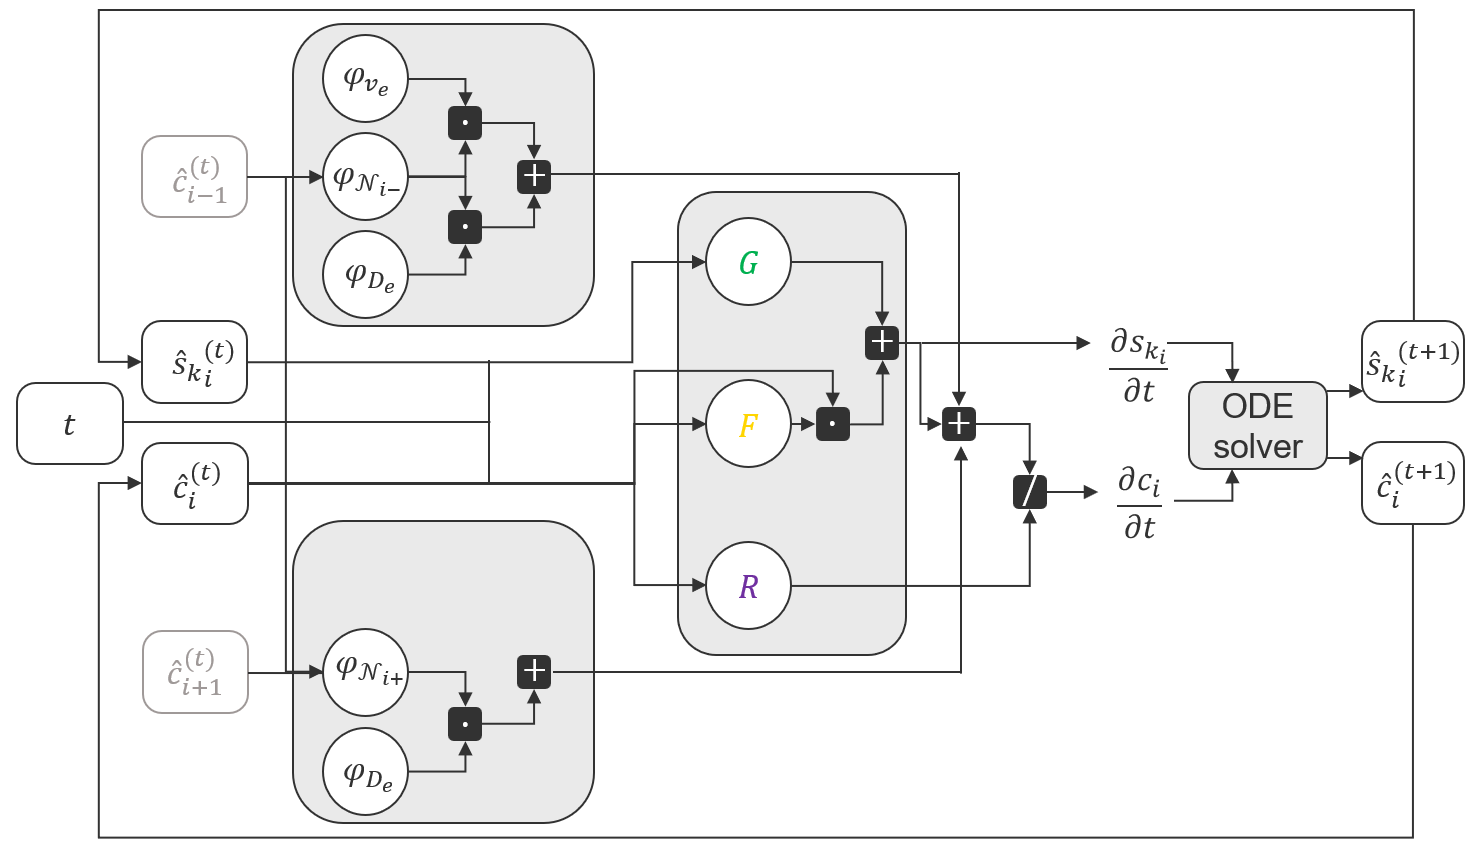 φ_{v_e}
ĉ_{i−1}^{(t)}
φ_{𝒩_{i−}}
φ_{D_e}
G
ŝ_{k_i}^{(t)}
t
F
ĉ_i^{(t)}
R
ĉ_{i+1}^{(t)}
φ_{𝒩_{i+}}
φ_{D_e}
∂s_{k_i}
∂t
∂c_i
∂t
ODE
solver
ŝ_{k_i}^{(t+1)}
ĉ_i^{(t+1)}